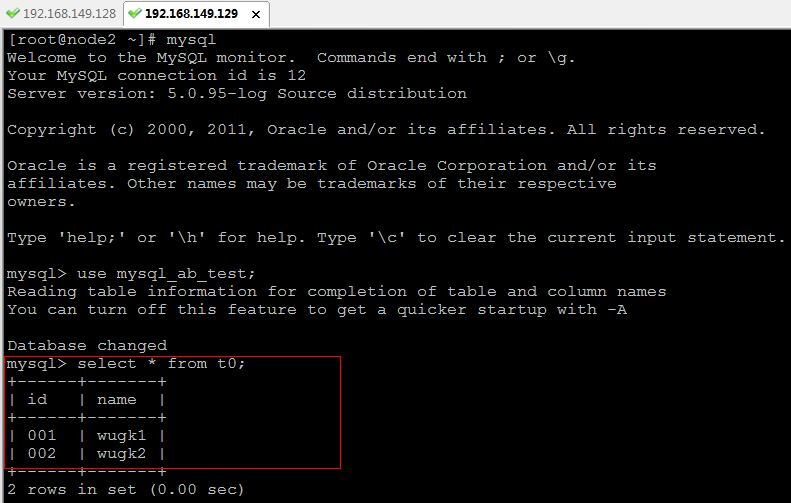 192.168.149.128 192.168.149.129 ×
[root@node2 ~]# mysql
Welcome to the MySQL monitor.  Commands end with ; or \g.
Your MySQL connection id is 12
Server version: 5.0.95-log Source distribution
Copyright (c) 2000, 2011, Oracle and/or its affiliates. All rights reserved.
Oracle is a registered trademark of Oracle Corporation and/or its
affiliates. Other names may be trademarks of their respective
owners.
Type 'help;' or '\h' for help. Type '\c' to clear the current input statement.
mysql> use mysql_ab_test;
Reading table information for completion of table and column names
You can turn off this feature to get a quicker startup with -A
Database changed
mysql> select * from t0;
+------+-------+
| id   | name  |
+------+-------+
| 001  | wugk1 |
| 002  | wugk2 |
+------+-------+
2 rows in set (0.00 sec)